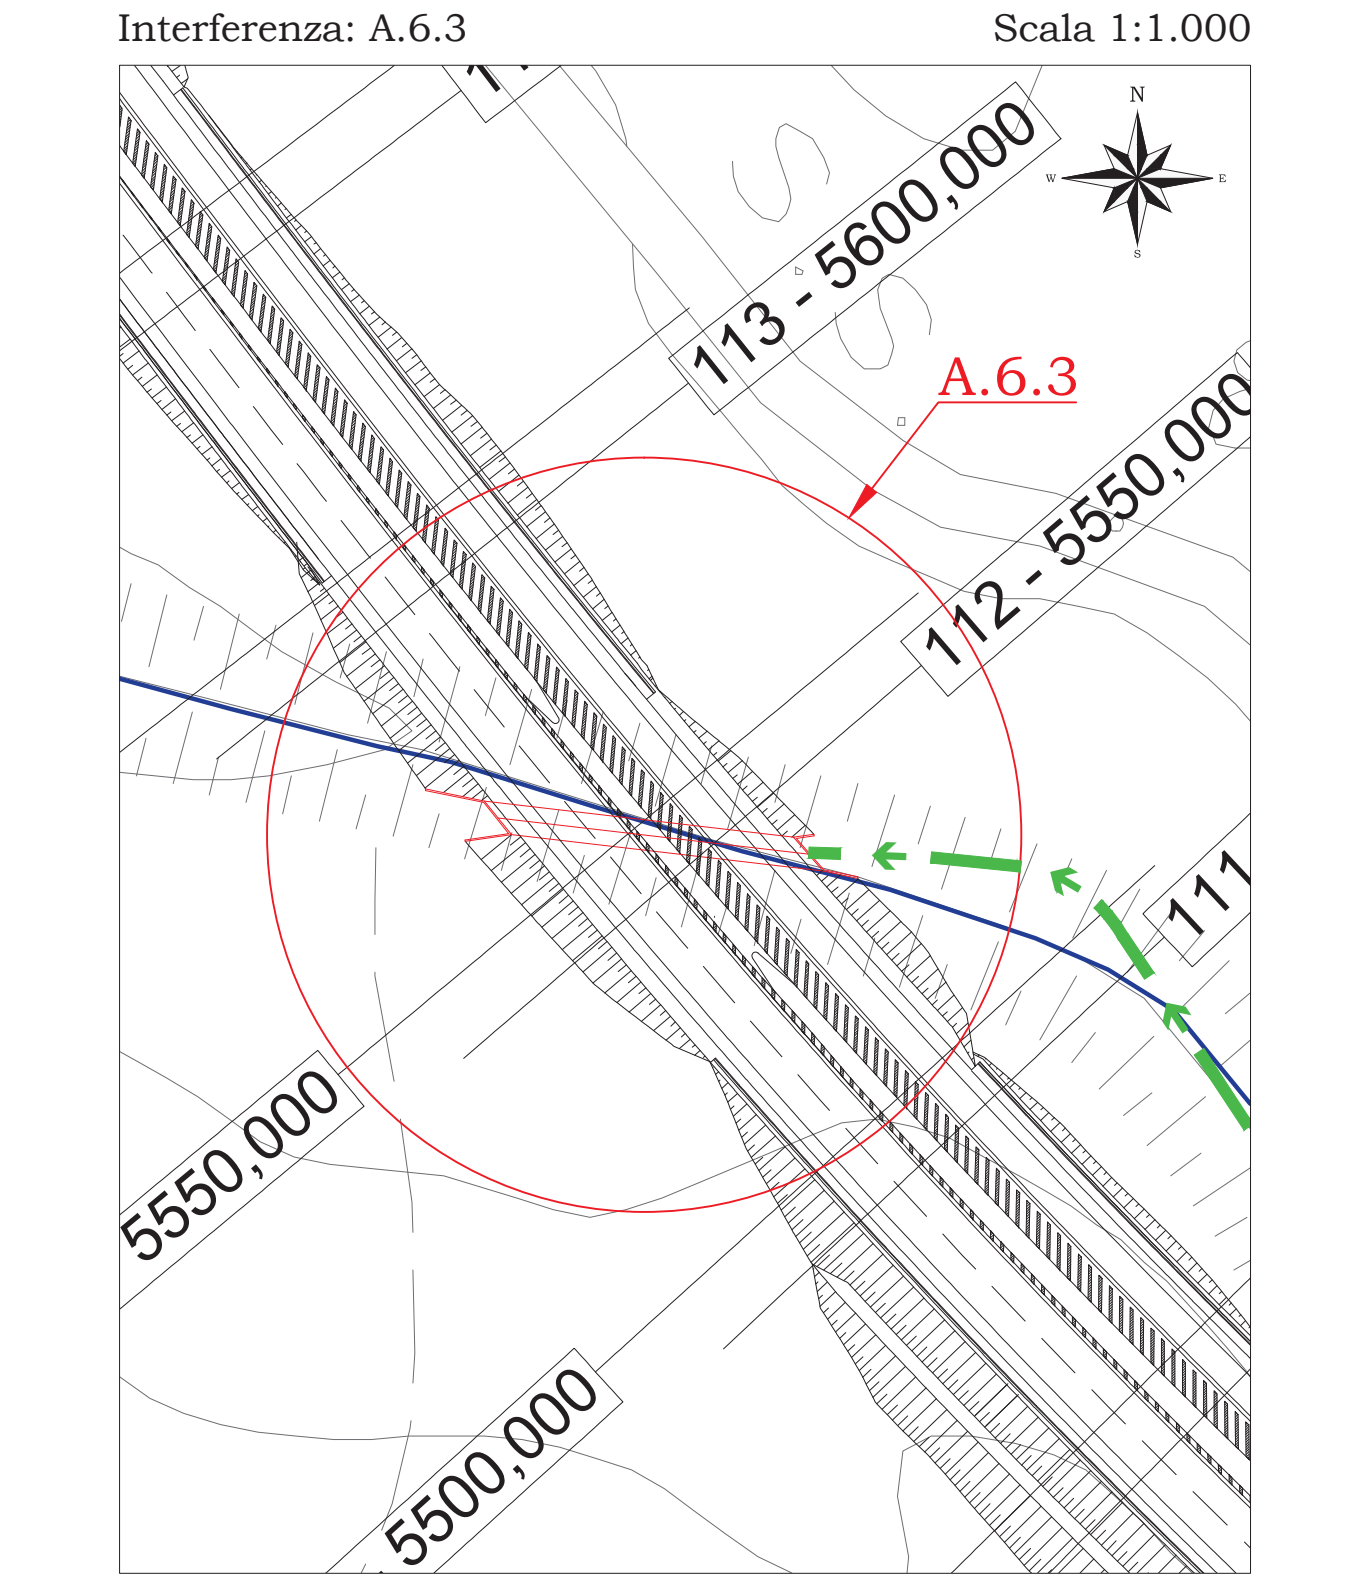 Interferenza: A.6.3
Scala 1:1.000
N
W
E
S
113 - 5600,000
A.6.3
112 - 5550,000
111
5550,000
5500,000